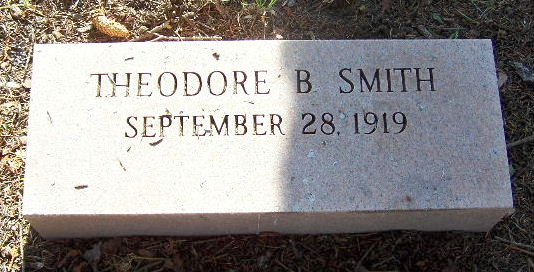 THEODORE B. SMITH
SEPTEMBER 28, 1919